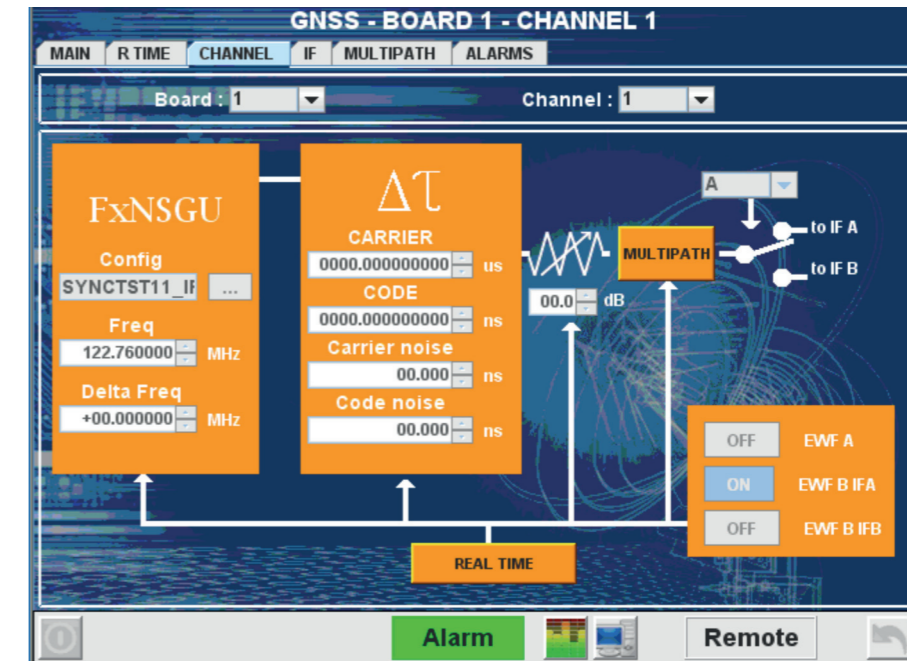 GNSS - BOARD 1 - CHANNEL 1
MAIN R TIME CHANNEL IF MULTIPATH ALARMS
Board : 1 Channel : 1
FxNSGU
Config
SYNCTST11_IF ...
Freq
122.760000 MHz
Delta Freq
+00.000000 MHz
Δτ
CARRIER
0000.000000000 us
CODE
0000.000000000 ns
Carrier noise
00.000 ns
Code noise
00.000 ns
00.0 dB
MULTIPATH
A
to IF A
to IF B
OFF EWF A
ON EWF B IFA
OFF EWF B IFB
REAL TIME
Alarm Remote